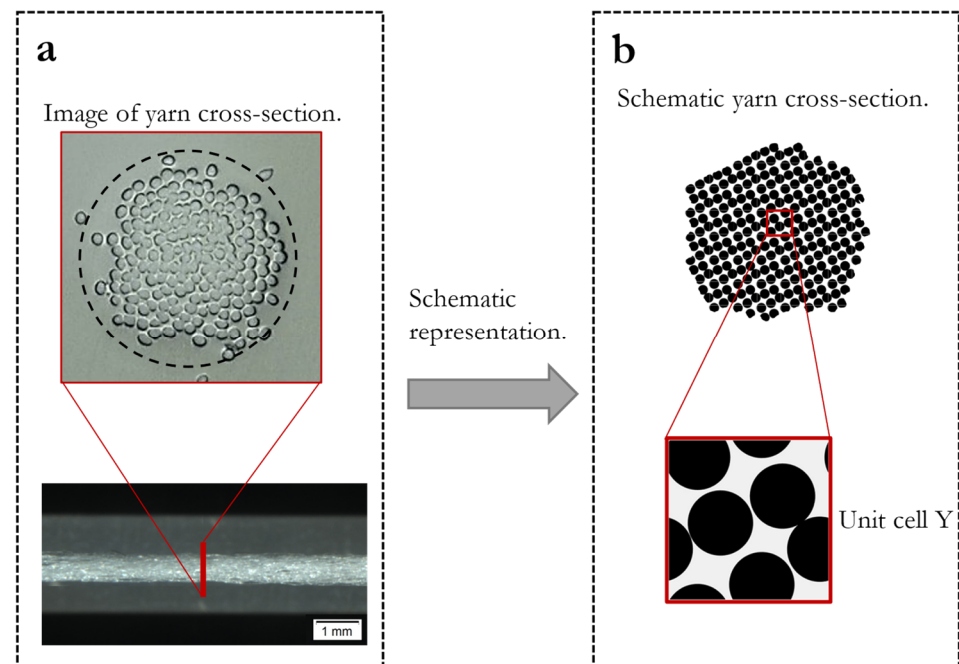 a
Image of yarn cross-section.
1 mm
Schematic
representation.
b
Schematic yarn cross-section.
Unit cell Y